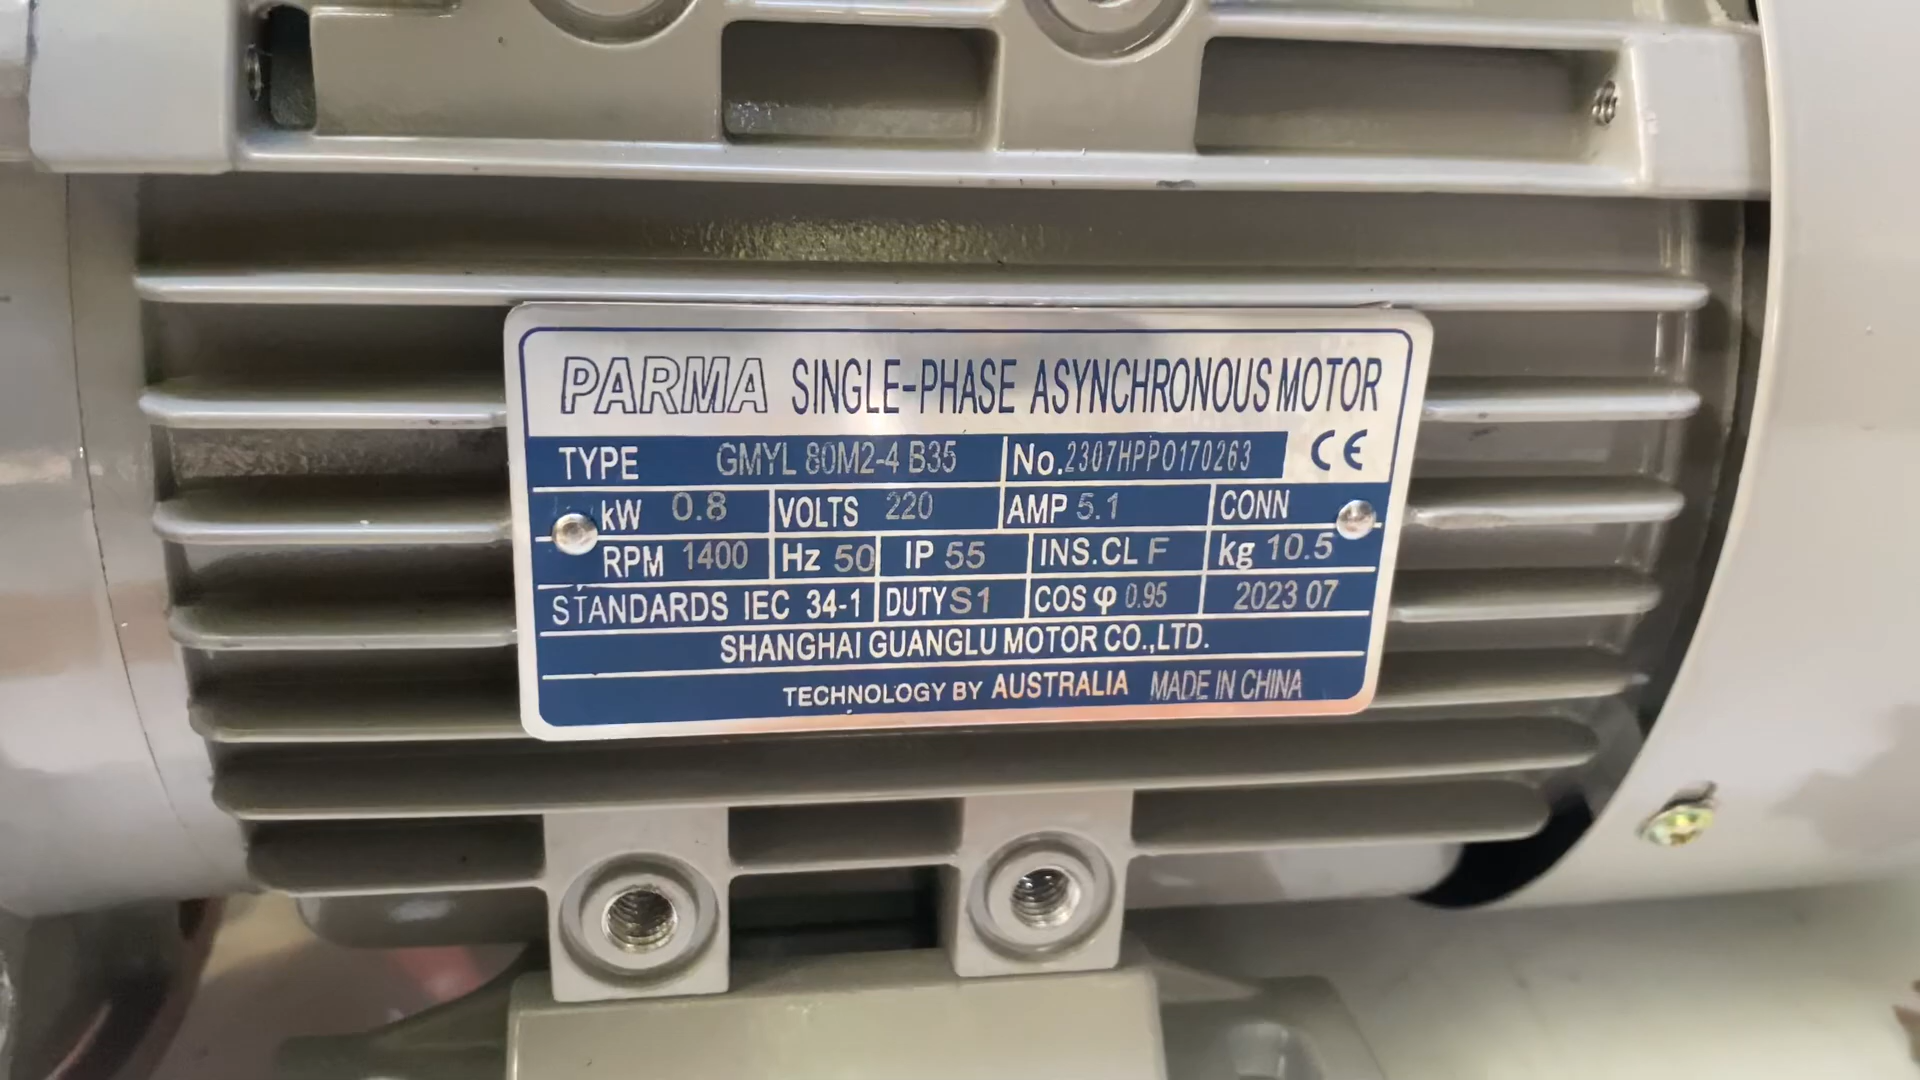 PARMA SINGLE-PHASE ASYNCHRONOUS MOTOR
TYPE GMYL 80M2-4 B35 No. 2307HPPO170263 CE
kW 0.8 VOLTS 220 AMP 5.1 CONN
RPM 1400 Hz 50 IP 55 INS.CL F kg 10.5
STANDARDS IEC 34-1 DUTY S1 COS φ 0.95 2023 07
SHANGHAI GUANGLU MOTOR CO.,LTD.
TECHNOLOGY BY AUSTRALIA MADE IN CHINA